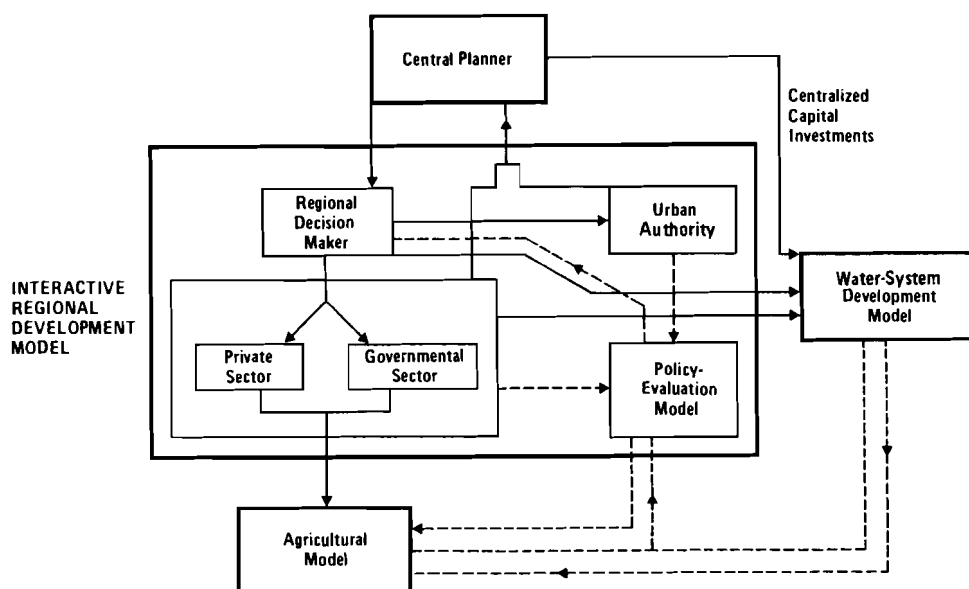 Central Planner
Centralized
Capital
Investments
Regional
Decision
Maker
Urban
Authority
INTERACTIVE
REGIONAL
DEVELOPMENT
MODEL
Water-System
Development
Model
Private
Sector
Governmental
Sector
Policy-
Evaluation
Model
Agricultural
Model